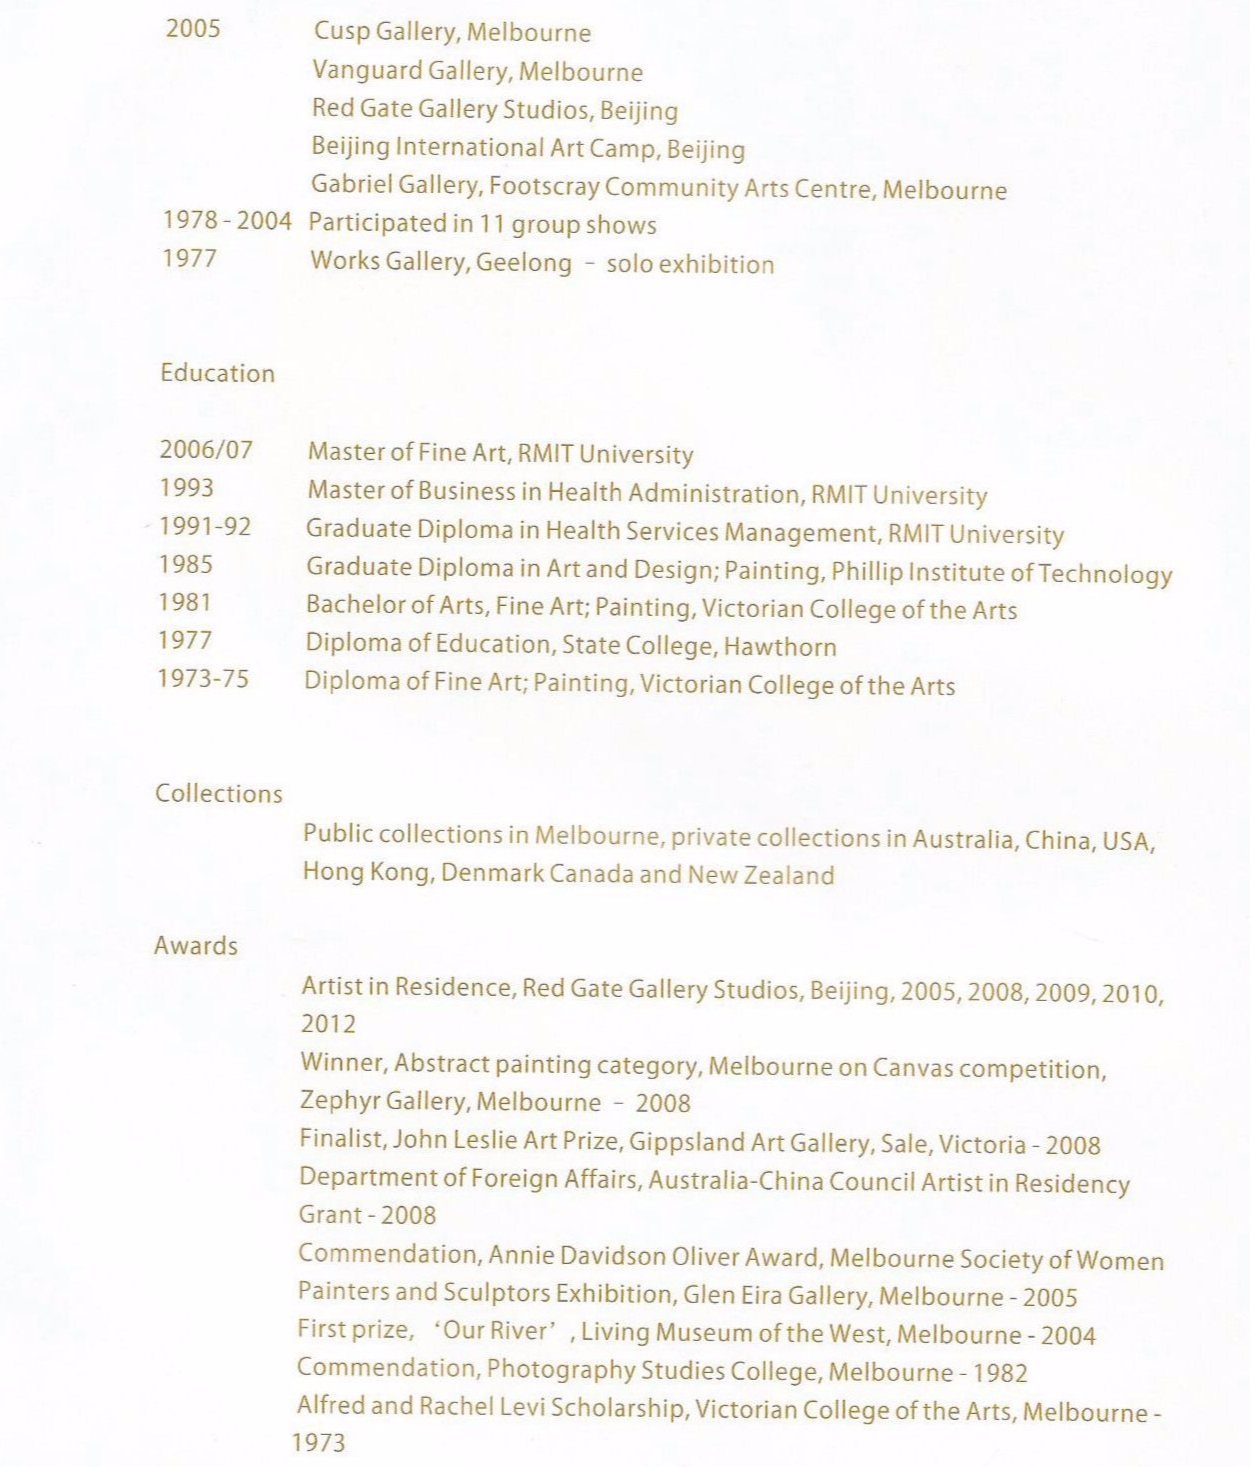 2005 Cusp Gallery, Melbourne
Vanguard Gallery, Melbourne
Red Gate Gallery Studios, Beijing
Beijing International Art Camp, Beijing
Gabriel Gallery, Footscray Community Arts Centre, Melbourne
1978 - 2004 Participated in 11 group shows
1977 Works Gallery, Geelong – solo exhibition
Education
2006/07 Master of Fine Art, RMIT University
1993 Master of Business in Health Administration, RMIT University
1991-92 Graduate Diploma in Health Services Management, RMIT University
1985 Graduate Diploma in Art and Design; Painting, Phillip Institute of Technology
1981 Bachelor of Arts, Fine Art; Painting, Victorian College of the Arts
1977 Diploma of Education, State College, Hawthorn
1973-75 Diploma of Fine Art; Painting, Victorian College of the Arts
Collections
Public collections in Melbourne, private collections in Australia, China, USA,
Hong Kong, Denmark Canada and New Zealand
Awards
Artist in Residence, Red Gate Gallery Studios, Beijing, 2005, 2008, 2009, 2010,
2012
Winner, Abstract painting category, Melbourne on Canvas competition,
Zephyr Gallery, Melbourne – 2008
Finalist, John Leslie Art Prize, Gippsland Art Gallery, Sale, Victoria - 2008
Department of Foreign Affairs, Australia-China Council Artist in Residency
Grant - 2008
Commendation, Annie Davidson Oliver Award, Melbourne Society of Women
Painters and Sculptors Exhibition, Glen Eira Gallery, Melbourne - 2005
First prize, ‘Our River’ , Living Museum of the West, Melbourne - 2004
Commendation, Photography Studies College, Melbourne - 1982
Alfred and Rachel Levi Scholarship, Victorian College of the Arts, Melbourne -
1973